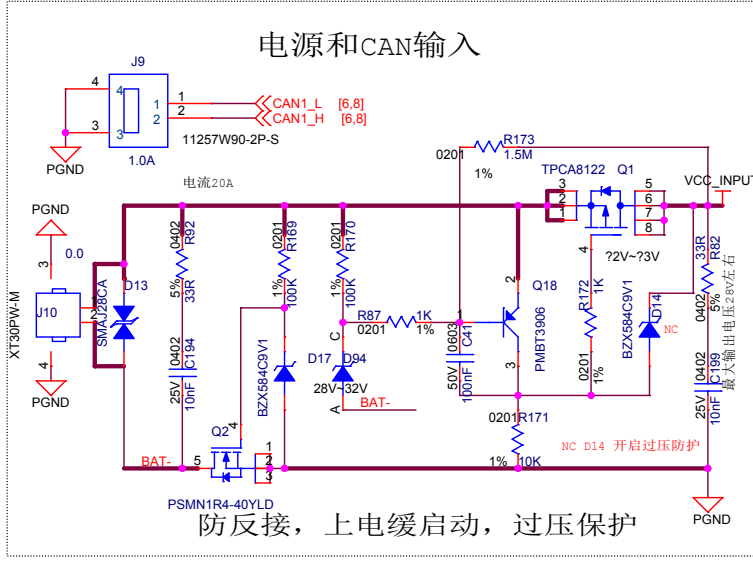 电源和CAN输入
J9
4
3
4
3
1
2
1
2
CAN1_L [6,8]
CAN1_H [6,8]
11257W90-2P-S
1.0A
PGND
电流20A
0201
R173
1.5M
1%
TPCA8122
Q1
VCC_INPUT
3
2
1
5
6
7
8
4
?2V~?3V
PGND
3
0.0
J10
1
2
XT30PW-M
4
PGND
D13
SMAJ28CA
0402
R92
5%
33R
0402
C194
25V
10nF
0201
R169
1%
100K
0201
R170
1%
100K
R87
1K
0201
1%
1
2
3
Q18
PMBT3906
0603
C41
50V
100nF
R172
1K
0201
1%
BZX584C9V1
D14
NC
33R
R82
0402
5%
最大输出电压28V左右
0402
C199
25V
10nF
BZX584C9V1
D17
C
D94
28V~32V
A
BAT-
Q2
4
5
1
2
3
BAT-
PSMN1R4-40YLD
0201
R171
1%
10K
NC D14 开启过压防护
PGND
防反接，上电缓启动，过压保护